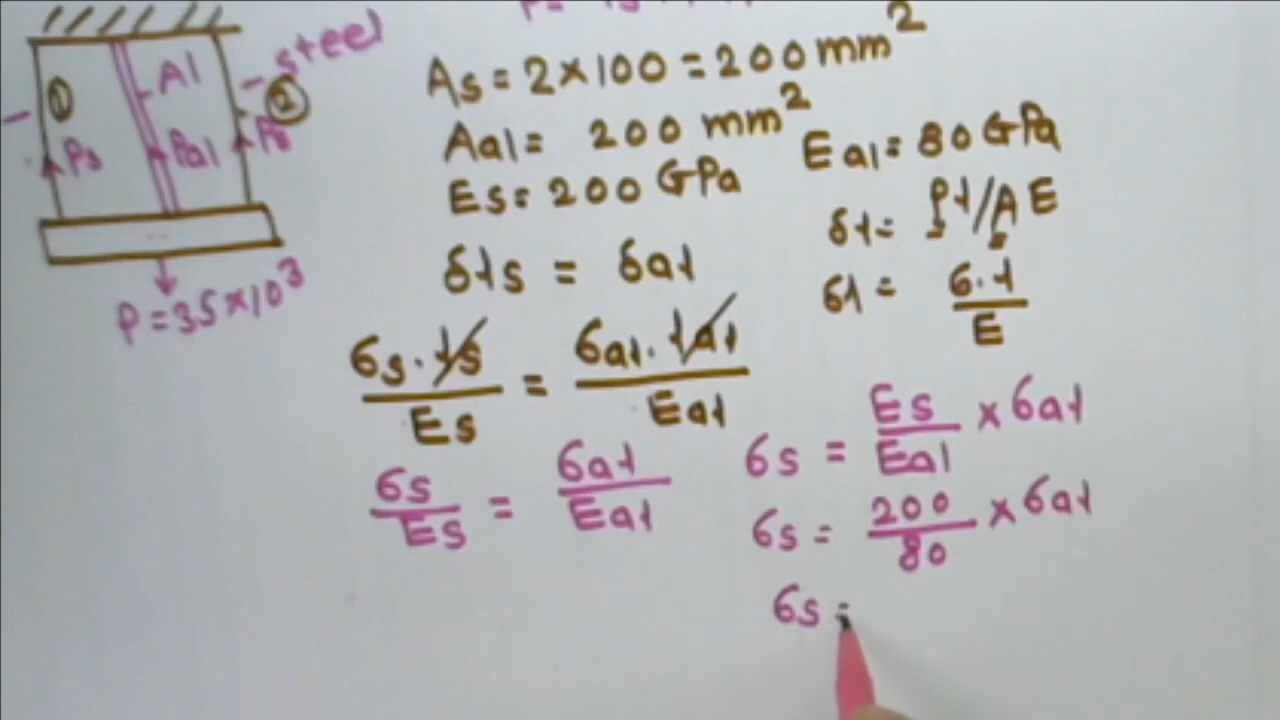 steel
Al
①
②
Ps
Pal
Ps
P = 35 × 10³
As = 2 × 100 = 200 mm²
Aal = 200 mm²
Eal = 80 GPa
Es = 200 GPa
δl = Pl/AE
δls = δal
δl = σ.l / E
σs . ls / Es = σal . lal / Eal
σs / Es = σal / Eal
σs = Es / Eal × σal
σs = 200 / 80 × σal
σs =